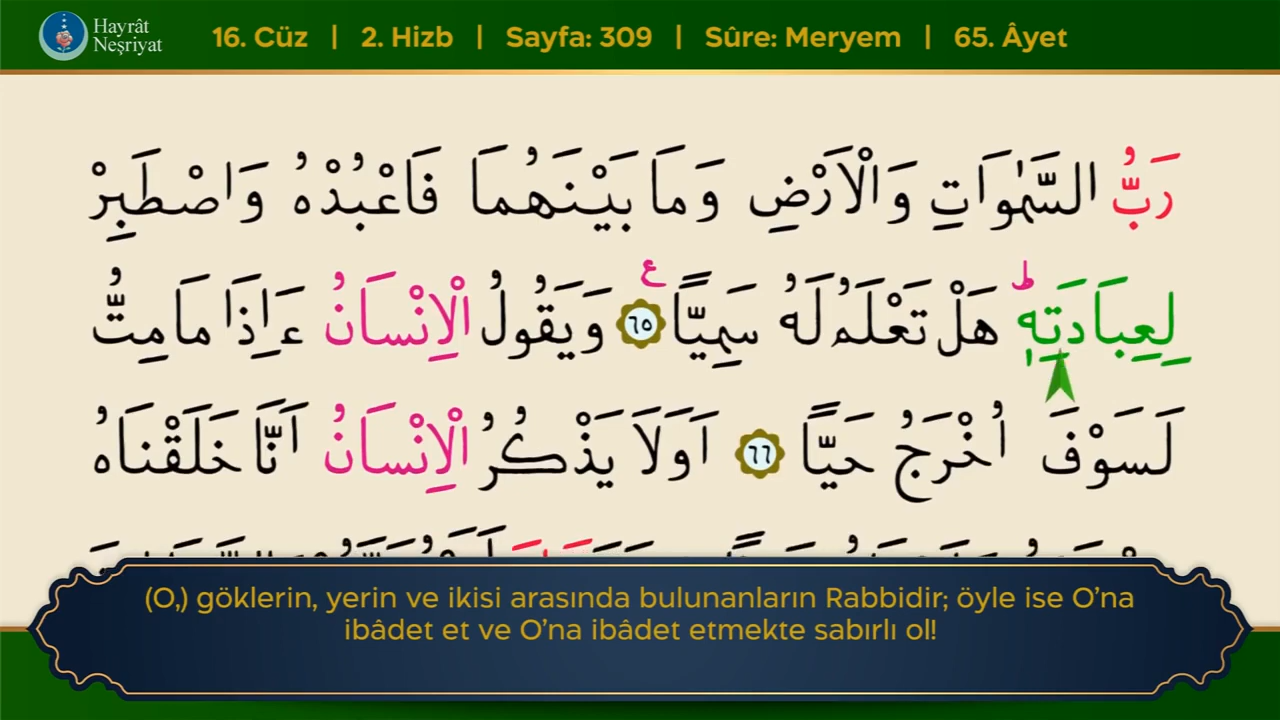 Hayrât
Neşriyat
16. Cüz | 2. Hizb | Sayfa: 309 | Sûre: Meryem | 65. Âyet
رَبُّ السَّمٰوَاتِ وَالْاَرْضِ وَمَا بَيْنَهُمَا فَاعْبُدْهُ وَاصْطَبِرْ
لِعِبَادَتِهٖ ط هَلْ تَعْلَمُ لَهُ سَمِيًّا ع ٦٥ وَيَقُولُ الْاِنْسَانُ ءَاِذَا مَا مِتُّ
لَسَوْفَ اُخْرَجُ حَيًّا ٦٦ اَوَلَا يَذْكُرُ الْاِنْسَانُ اَنَّا خَلَقْنَاهُ
(O,) göklerin, yerin ve ikisi arasında bulunanların Rabbidir; öyle ise O’na
ibâdet et ve O’na ibâdet etmekte sabırlı ol!